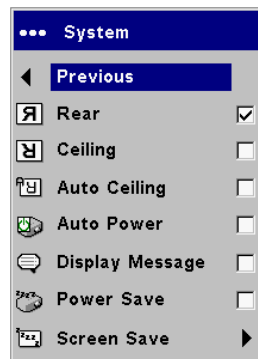 ••• System
Previous
Rear
Ceiling
Auto Ceiling
Auto Power
Display Message
Power Save
Screen Save